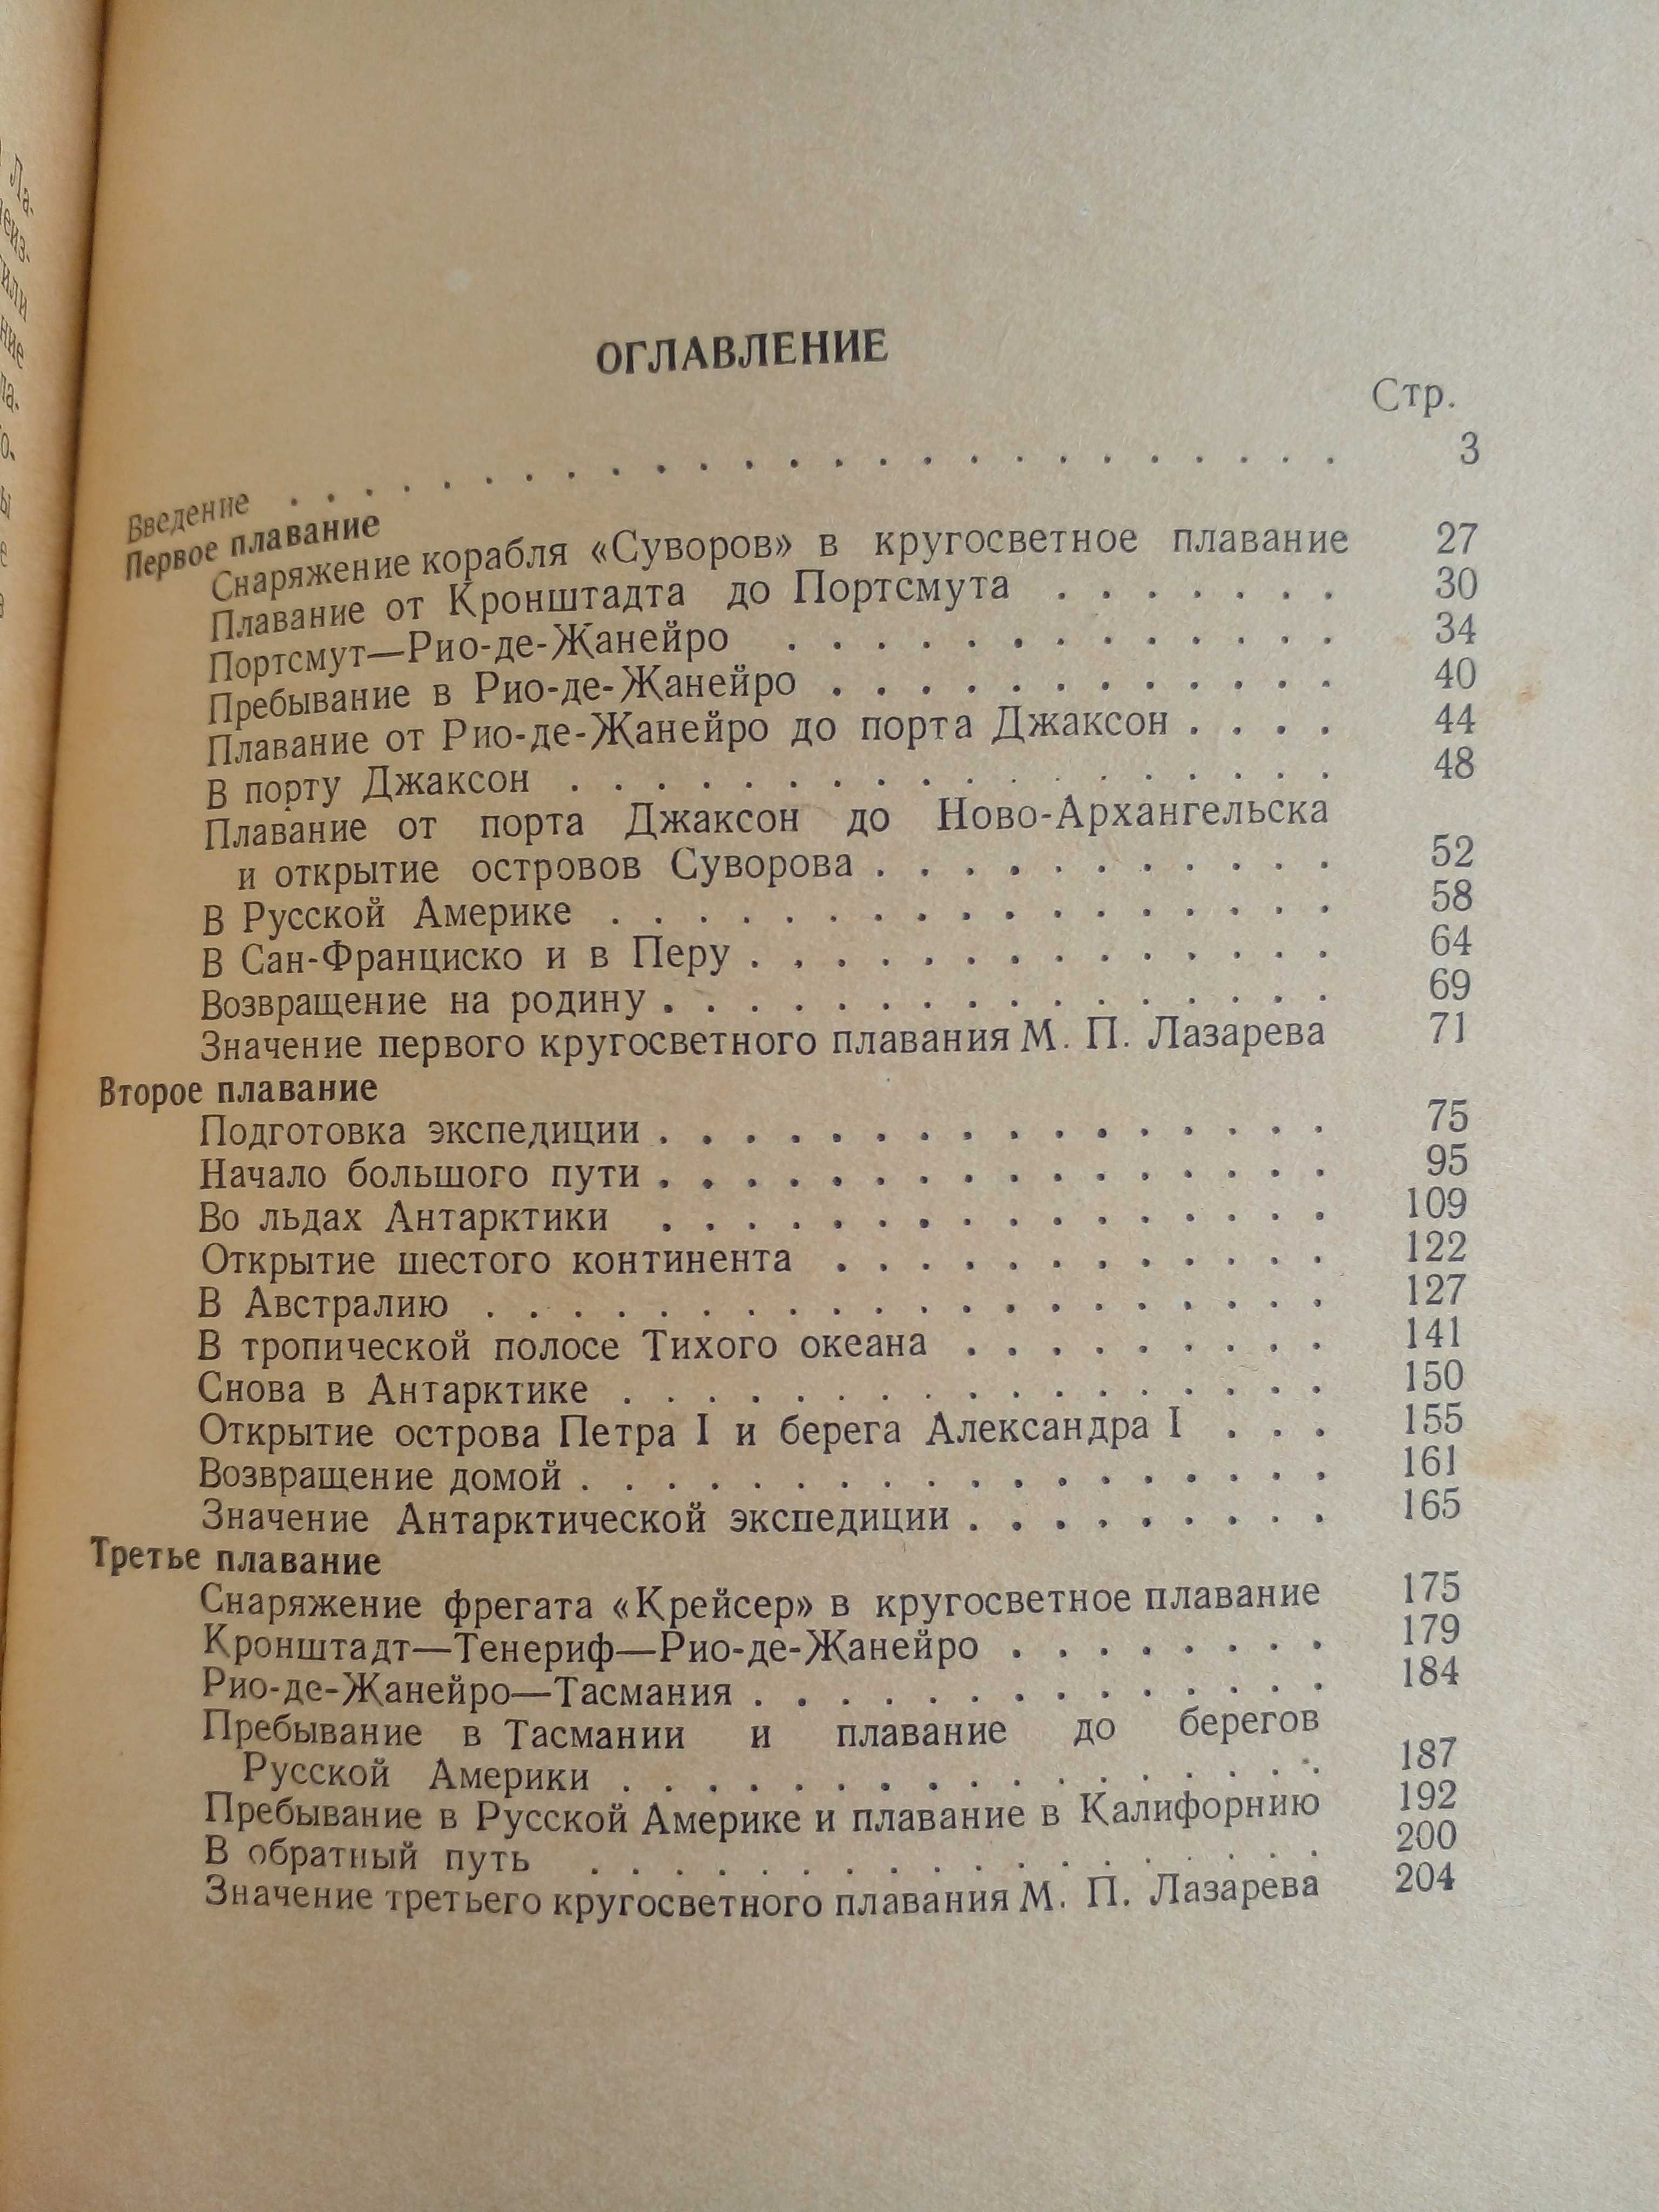 ОГЛАВЛЕНИЕ
Стр.
Введение . . . . . . . . . . . . . . . . . . . . . . . . 3
Первое плавание
Снаряжение корабля «Суворов» в кругосветное плавание 27
Плавание от Кронштадта до Портсмута . . . . . . . 30
Портсмут—Рио-де-Жанейро . . . . . . . . . . . . . 34
Пребывание в Рио-де-Жанейро . . . . . . . . . . . . 40
Плавание от Рио-де-Жанейро до порта Джаксон . . . . 44
В порту Джаксон . . . . . . . . . . . . . . . . . . 48
Плавание от порта Джаксон до Ново-Архангельска
и открытие островов Суворова . . . . . . . . . . . 52
В Русской Америке . . . . . . . . . . . . . . . . . 58
В Сан-Франциско и в Перу . . . . . . . . . . . . . . 64
Возвращение на родину . . . . . . . . . . . . . . . . 69
Значение первого кругосветного плавания М. П. Лазарева 71
Второе плавание
Подготовка экспедиции . . . . . . . . . . . . . . . . 75
Начало большого пути . . . . . . . . . . . . . . . . 95
Во льдах Антарктики . . . . . . . . . . . . . . . . 109
Открытие шестого континента . . . . . . . . . . . . 122
В Австралию . . . . . . . . . . . . . . . . . . . . 127
В тропической полосе Тихого океана . . . . . . . . . 141
Снова в Антарктике . . . . . . . . . . . . . . . . . 150
Открытие острова Петра I и берега Александра I . . . 155
Возвращение домой . . . . . . . . . . . . . . . . . . 161
Значение Антарктической экспедиции . . . . . . . . . 165
Третье плавание
Снаряжение фрегата «Крейсер» в кругосветное плавание 175
Кронштадт—Тенериф—Рио-де-Жанейро . . . . . . . . 179
Рио-де-Жанейро—Тасмания . . . . . . . . . . . . . . 184
Пребывание в Тасмании и плавание до берегов
Русской Америки . . . . . . . . . . . . . . . . . 187
Пребывание в Русской Америке и плавание в Калифорнию 192
В обратный путь . . . . . . . . . . . . . . . . . . 200
Значение третьего кругосветного плавания М. П. Лазарева 204